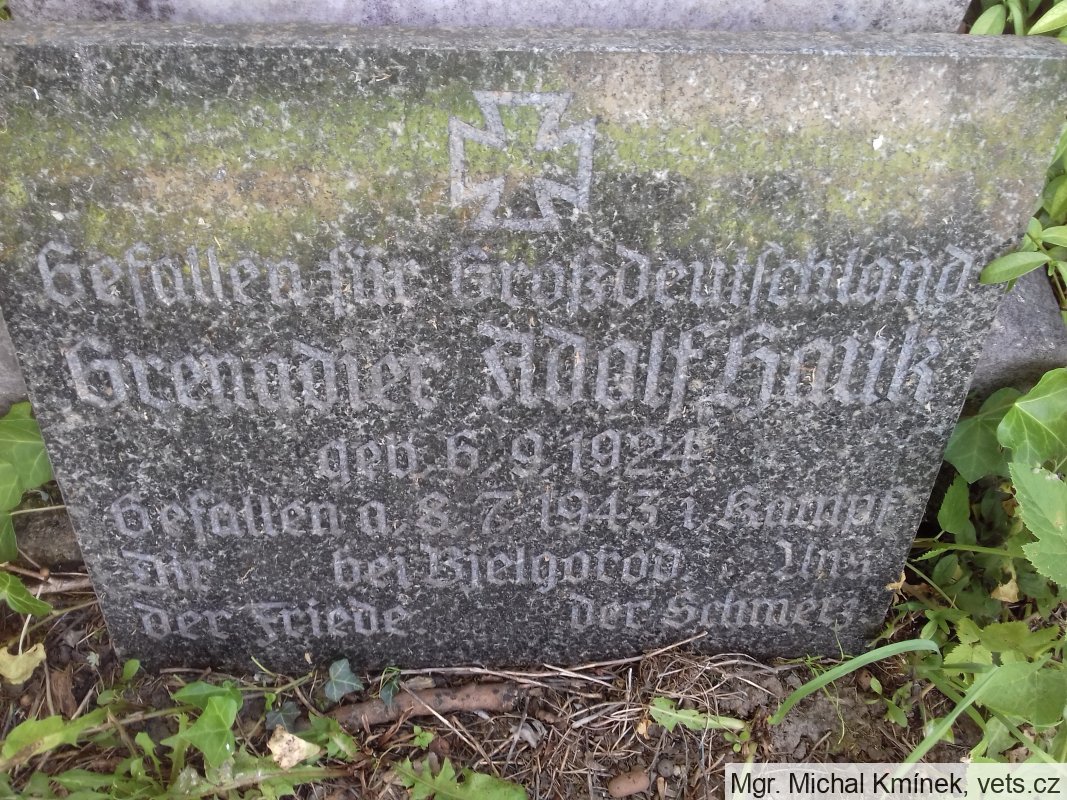 Gefallen für Großdeutschland
Grenadier Adolf Hauk
geb. 6. 9. 1924.
Gefallen a. 8. 7. 1943 i. Kampf
Dir bei Bjelgorod. Uns
der Friede der Schmerz
Mgr. Michal Kmínek, vets.cz